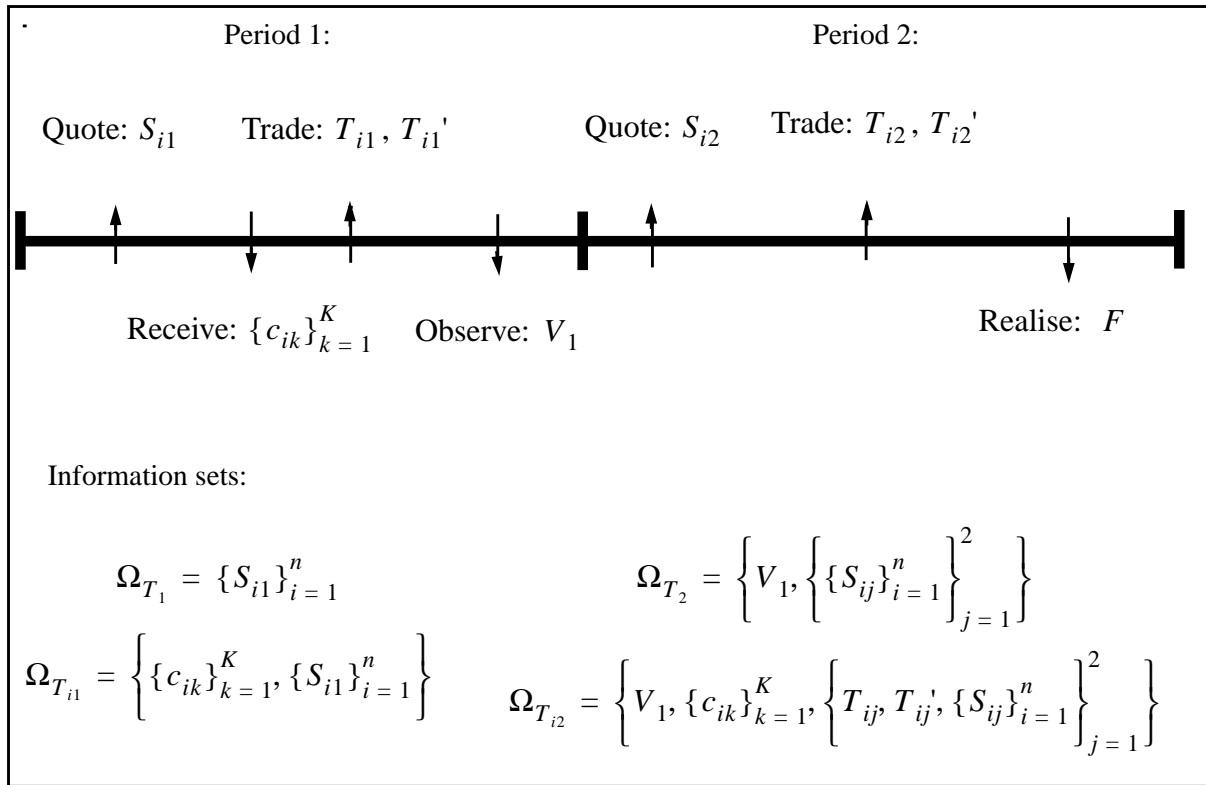 Period 1: Period 2:
Quote: S_{i1} Trade: T_{i1}, T_{i1}' Quote: S_{i2} Trade: T_{i2}, T_{i2}'
Receive: {c_{ik}}_{k = 1}^{K} Observe: V_1 Realise: F
Information sets:
Ω_{T_1} = {S_{i1}}_{i = 1}^{n} Ω_{T_2} = {V_1, {{S_{ij}}_{i = 1}^{n}}_{j = 1}^{2}}
Ω_{T_{i1}} = {{c_{ik}}_{k = 1}^{K}, {S_{i1}}_{i = 1}^{n}} Ω_{T_{i2}} = {V_1, {c_{ik}}_{k = 1}^{K}, {T_{ij}, T_{ij}', {S_{ij}}_{i = 1}^{n}}_{j = 1}^{2}}